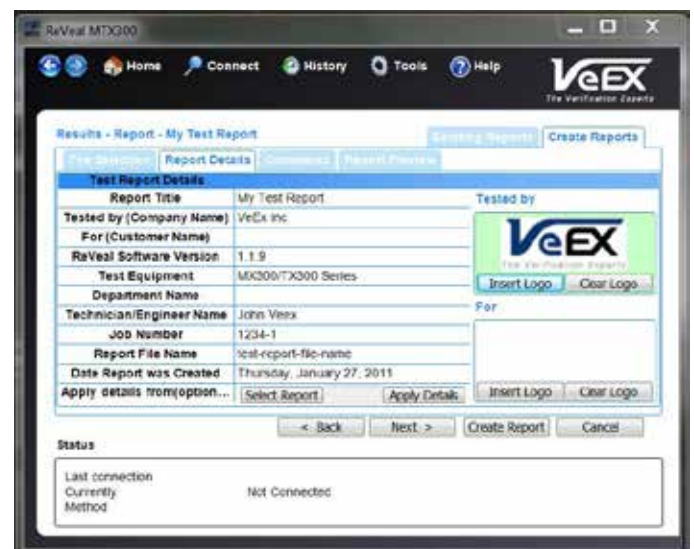 ReVeal MTX300
Home Connect History Tools Help
VeEX
The Verification Experts
Results - Report - My Test Report
Existing Reports Create Reports
File Selection Report Details Comments Report Preview
Test Report Details
Report Title My Test Report Tested by
Tested by (Company Name) VeEx Inc
VeEX
The Verification Experts
For (Customer Name)
ReVeal Software Version 1.1.9
Test Equipment MX300/TX300 Series
Insert Logo Clear Logo
Department Name
For
Technician/Engineer Name John Veex
Job Number 1234-1
Report File Name test-report-file-name
Date Report was Created Thursday, January 27, 2011
Apply details from(option... Select Report Apply Details Insert Logo Clear Logo
< Back Next > Create Report Cancel
Status
Last connection
Currently Not Connected
Method